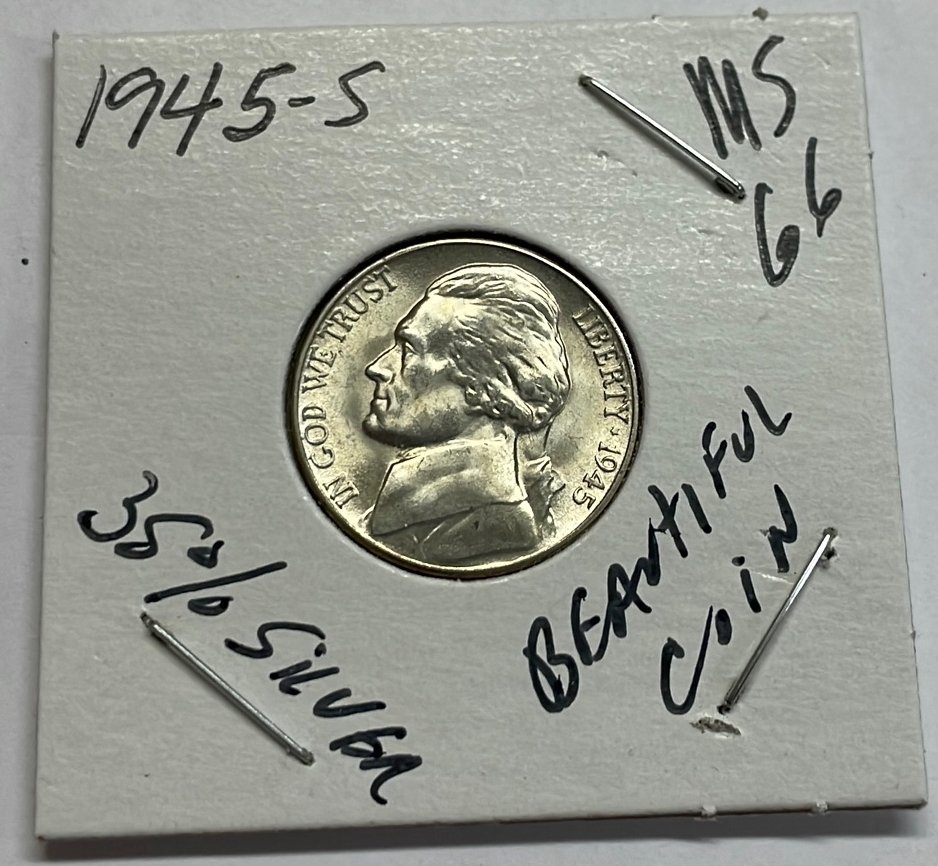 1945-S
MS
66
IN GOD WE TRUST
LIBERTY · 1945
35% SILVER
BEAUTIFUL
COIN